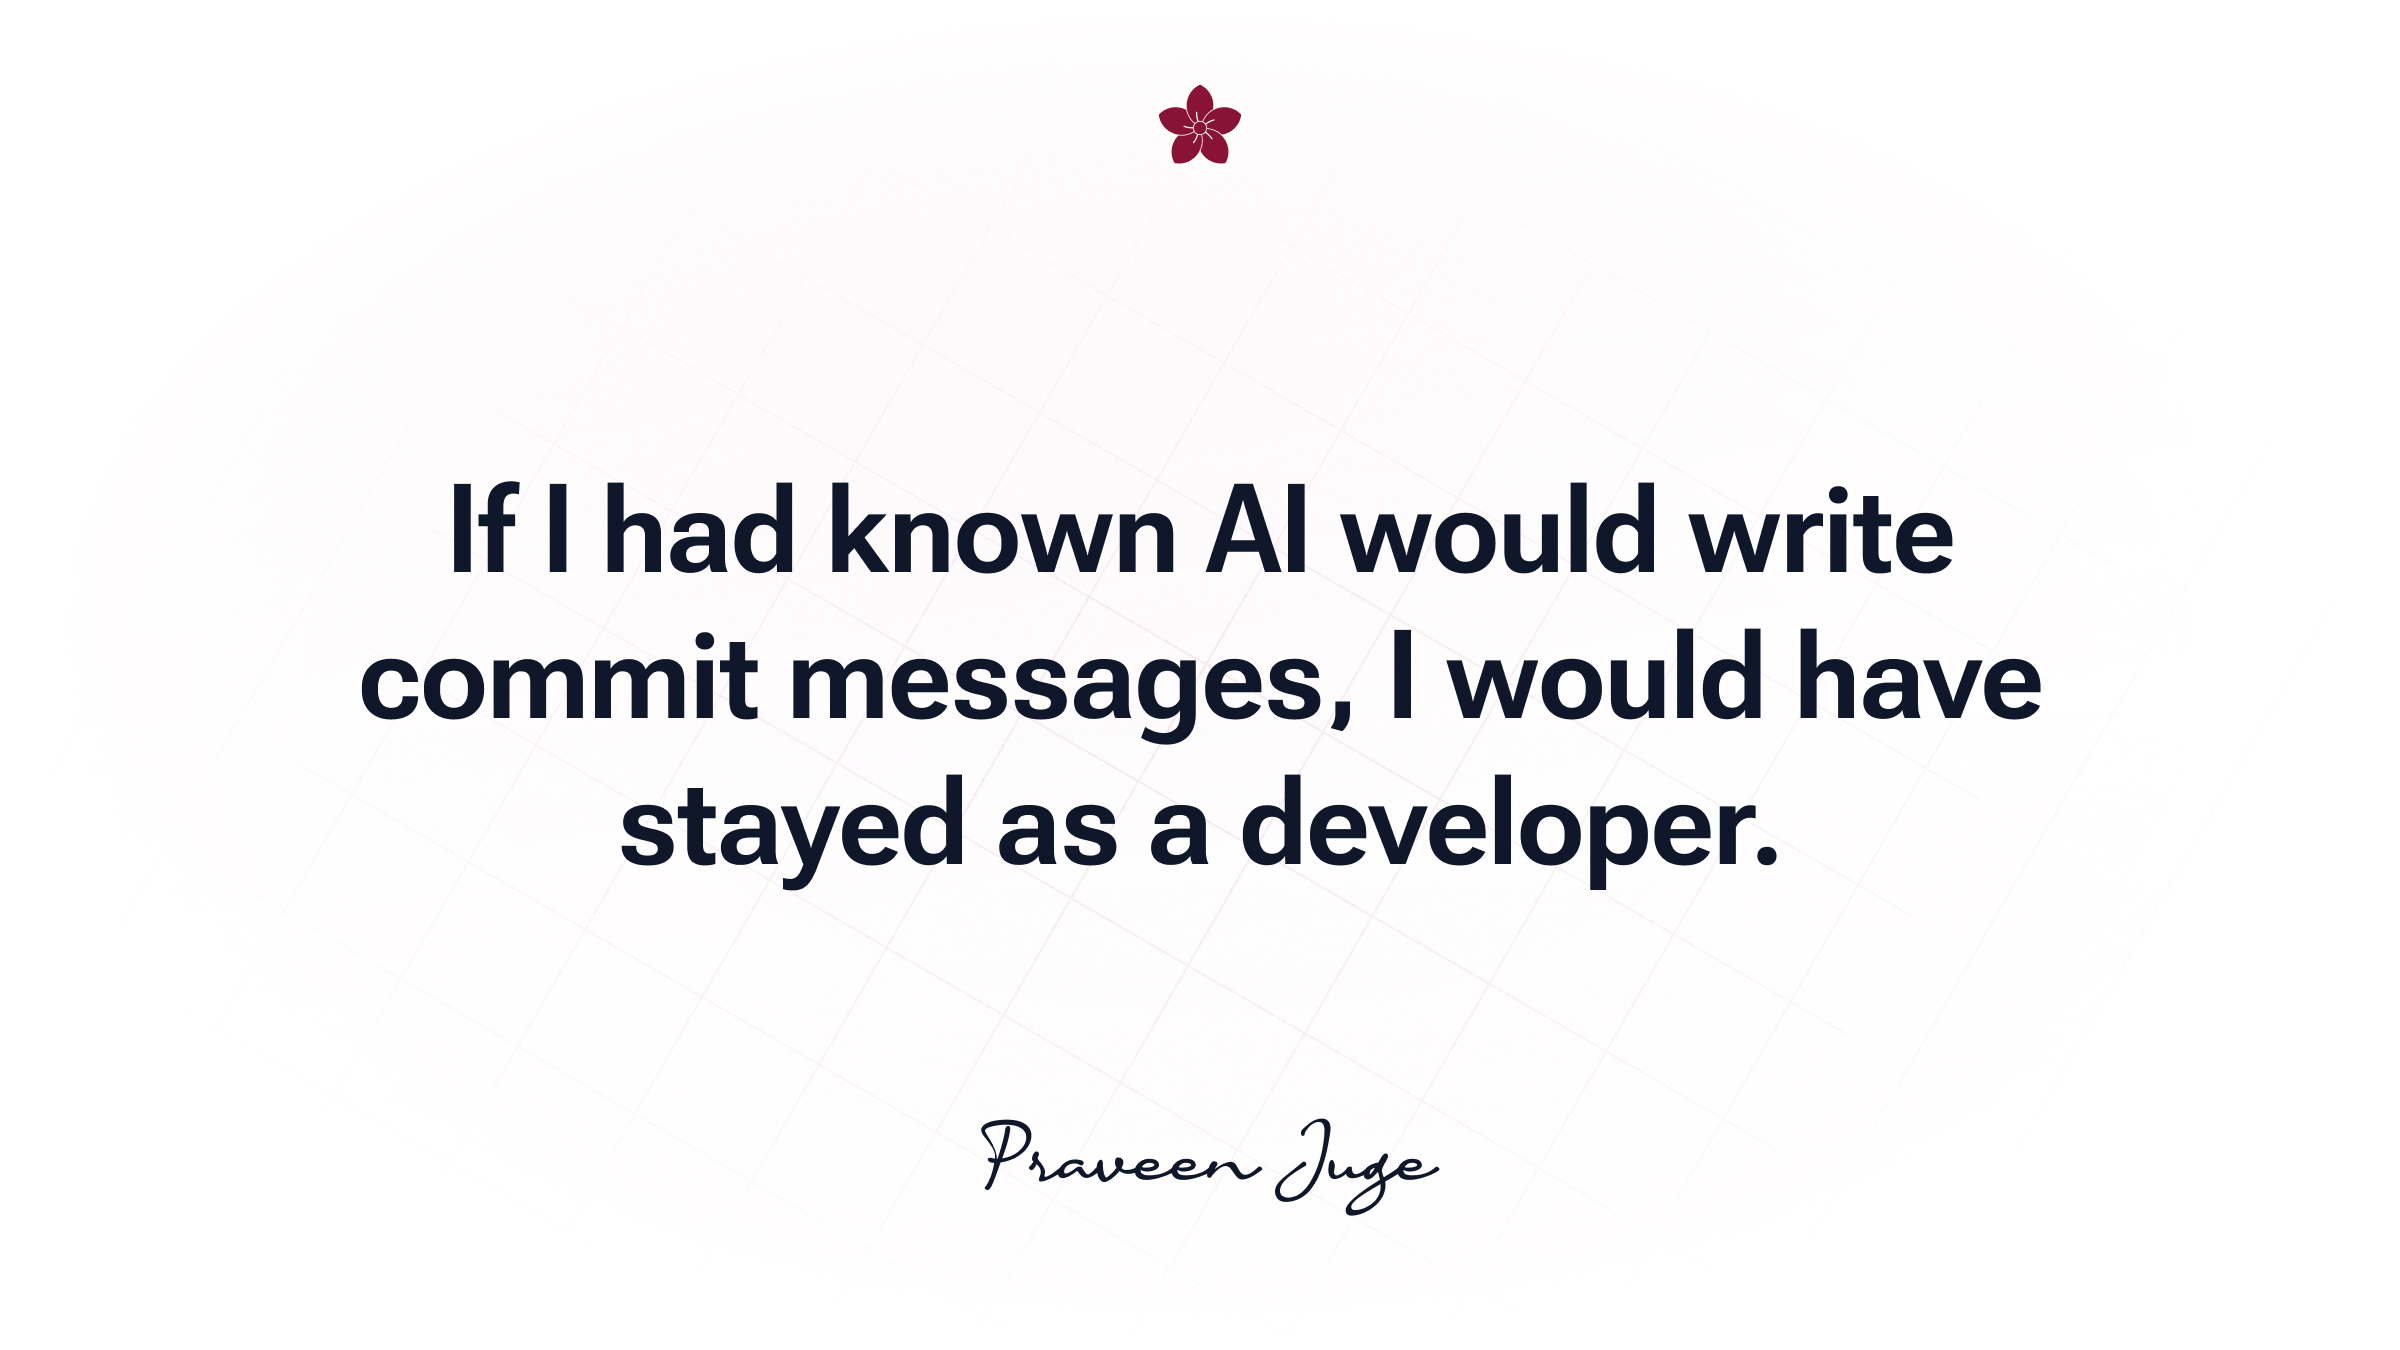 If I had known AI would write
commit messages, I would have
stayed as a developer.
Praveen Juge